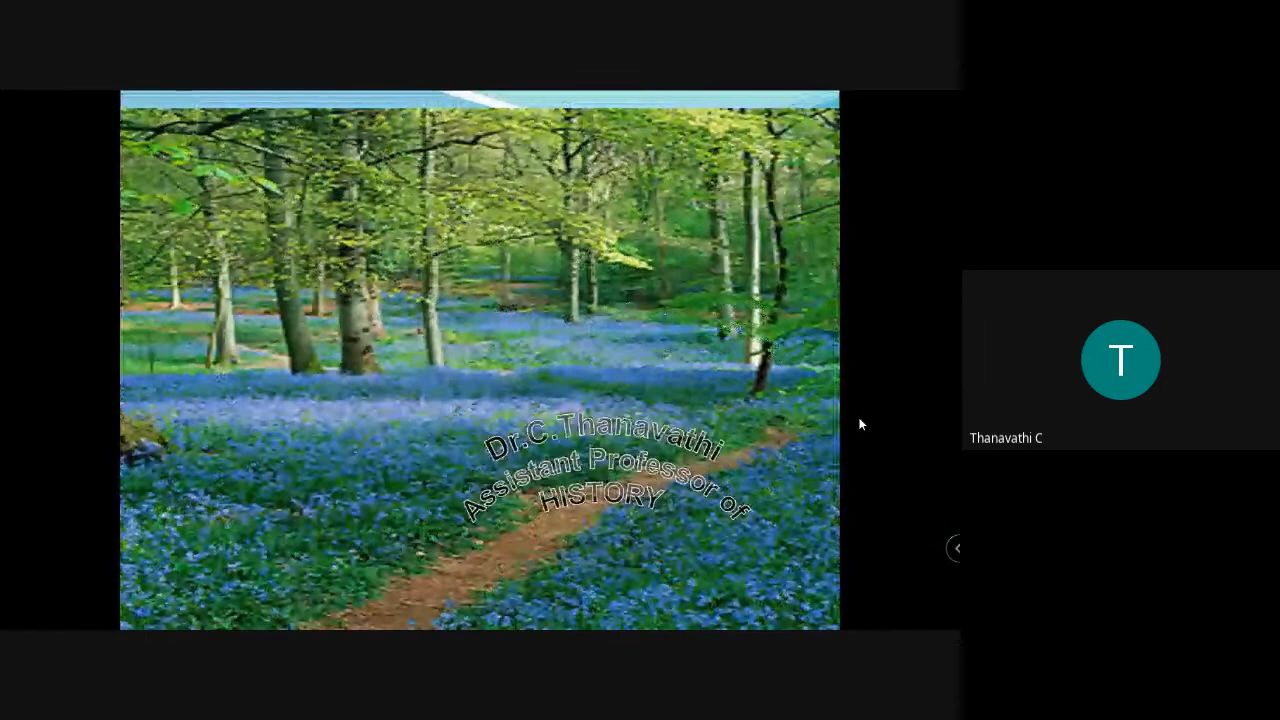 Dr.C.Thanavathi
Assistant Professor of
HISTORY
T
Thanavathi C